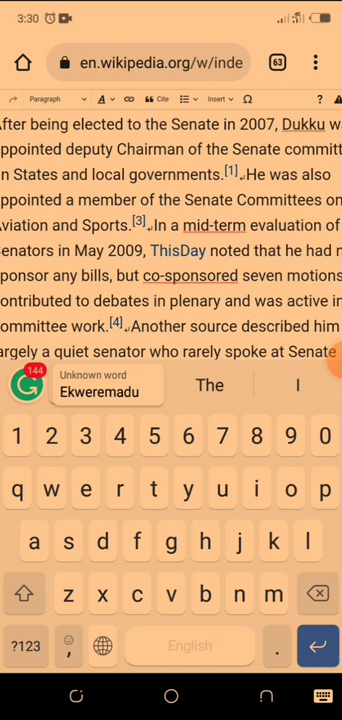 3:30
en.wikipedia.org/w/inde
63
Paragraph
A
Cite
Insert
Ω
?
fter being elected to the Senate in 2007, Dukku w
ppointed deputy Chairman of the Senate committ
n States and local governments.[1] He was also
ppointed a member of the Senate Committees on
viation and Sports.[3] In a mid-term evaluation of
enators in May 2009, ThisDay noted that he had n
ponsor any bills, but co-sponsored seven motions
ontributed to debates in plenary and was active in
ommittee work.[4] Another source described him
argely a quiet senator who rarely spoke at Senate
144
Unknown word
Ekweremadu
The
I
1 2 3 4 5 6 7 8 9 0
q w e r t y u i o p
a s d f g h j k l
z x c v b n m
?123 , English .